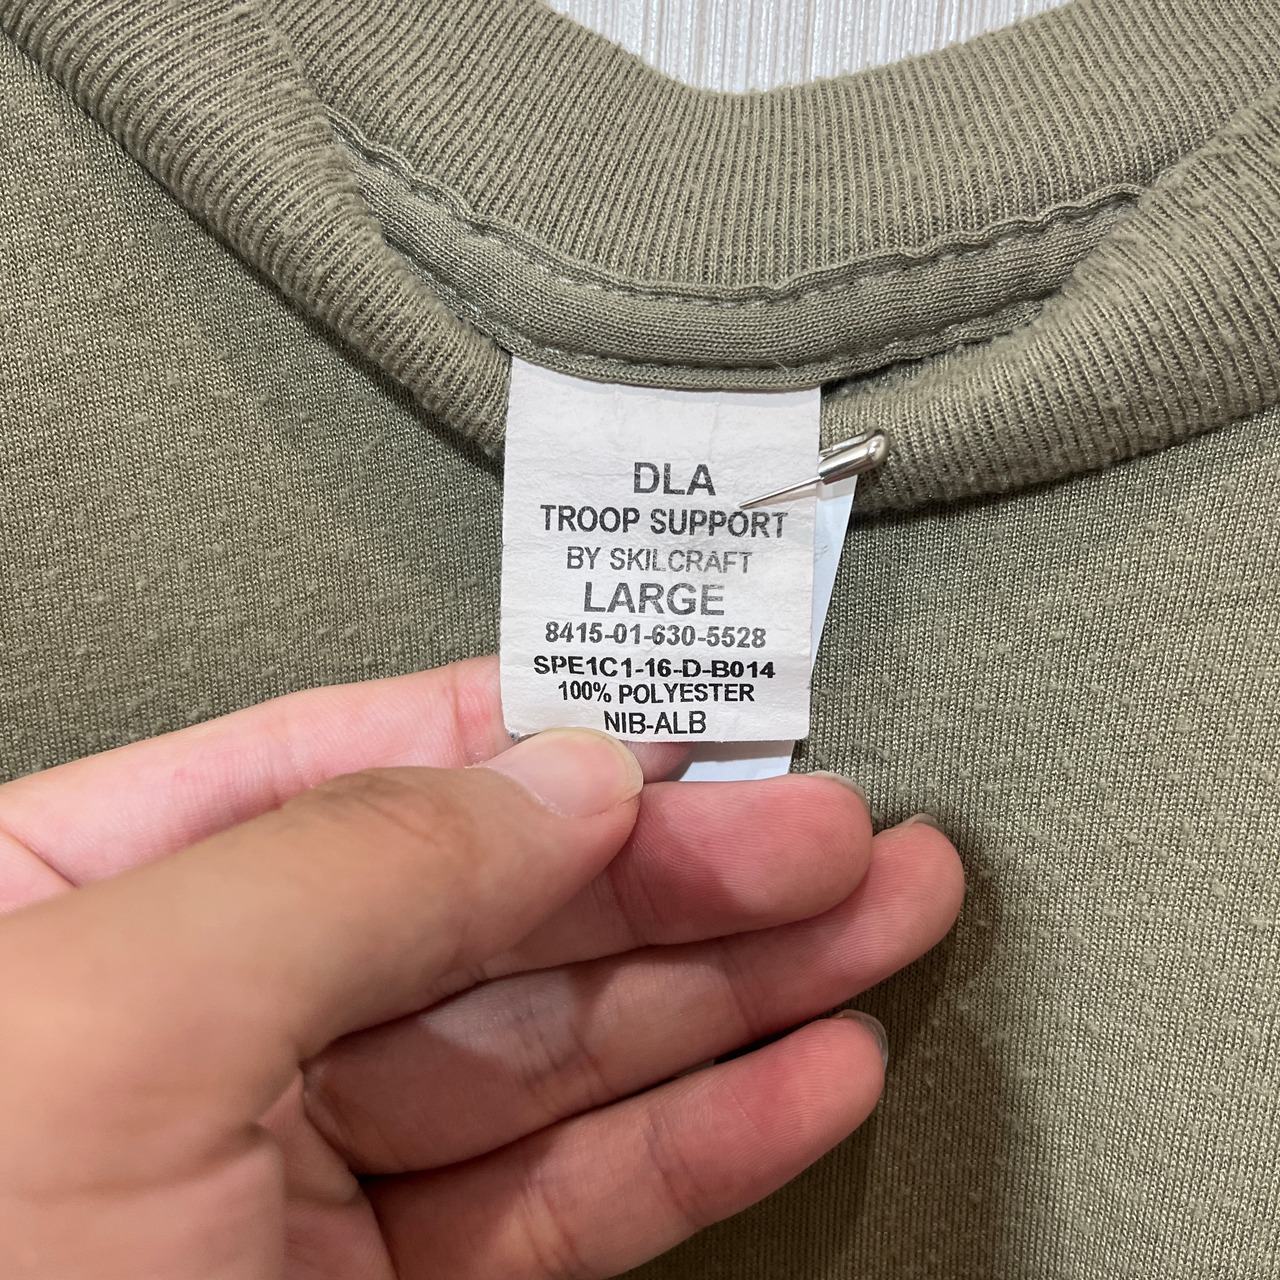 DLA
TROOP SUPPORT
BY SKILCRAFT
LARGE
8415-01-630-5528
SPE1C1-16-D-B014
100% POLYESTER
NIB-ALB